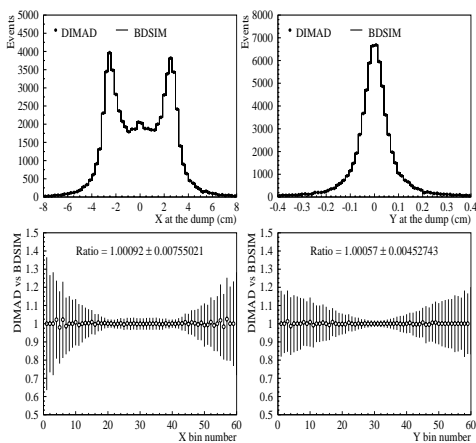 Events
5000
4500
4000
3500
3000
2500
2000
1500
1000
500
0
DIMAD
BDSIM
-8 -6 -4 -2 0 2 4 6 8
X at the dump (cm)
Events
8000
7000
6000
5000
4000
3000
2000
1000
0
DIMAD
BDSIM
-0.4 -0.3 -0.2 -0.1 0 0.1 0.2 0.3 0.4
Y at the dump (cm)
DIMAD vs BDSIM
1.5
1.4
1.3
1.2
1.1
1
0.9
0.8
0.7
0.6
0.5
Ratio = 1.00092 ± 0.00755021
0 10 20 30 40 50 60
X bin number
DIMAD vs BDSIM
1.5
1.4
1.3
1.2
1.1
1
0.9
0.8
0.7
0.6
0.5
Ratio = 1.00057 ± 0.00452743
0 10 20 30 40 50 60
Y bin number